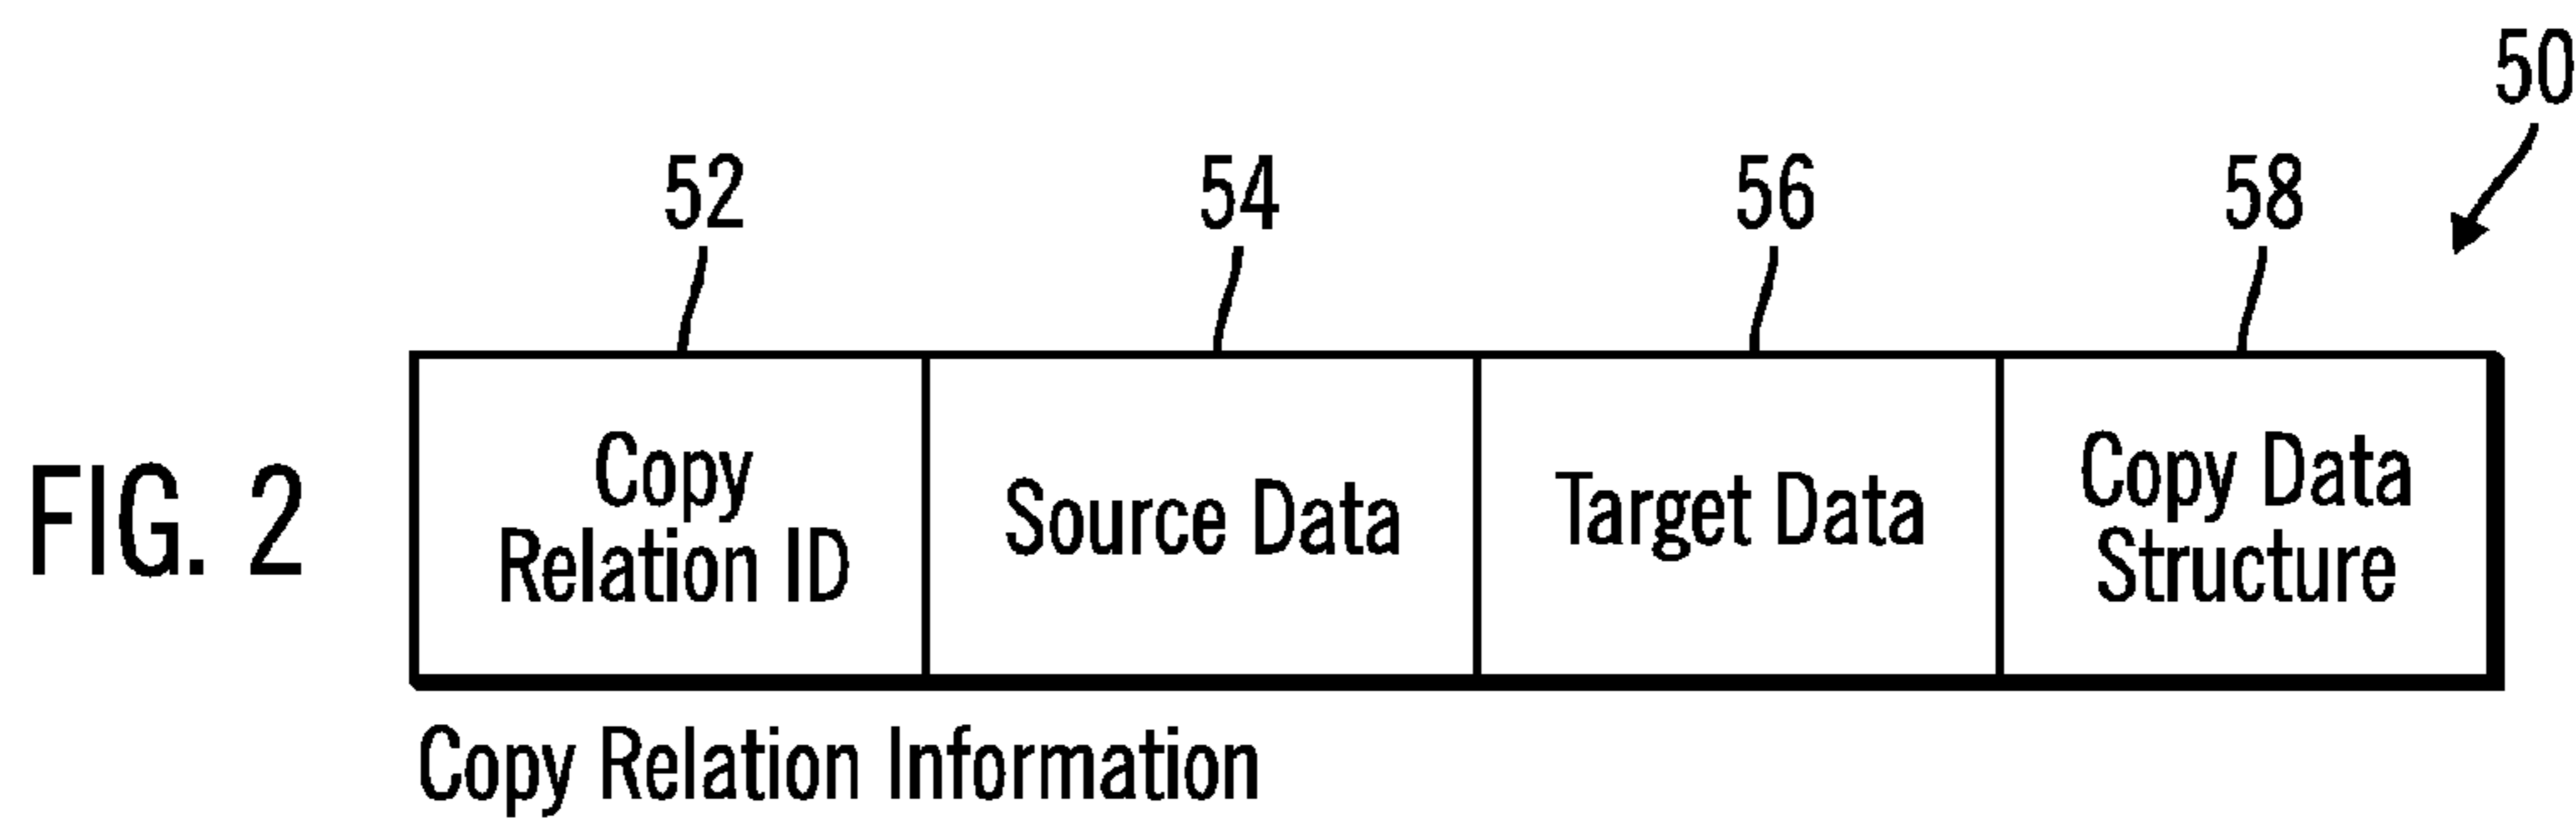 50
52
54
56
58
FIG. 2
Copy
Relation ID
Source Data
Target Data
Copy Data
Structure
Copy Relation Information